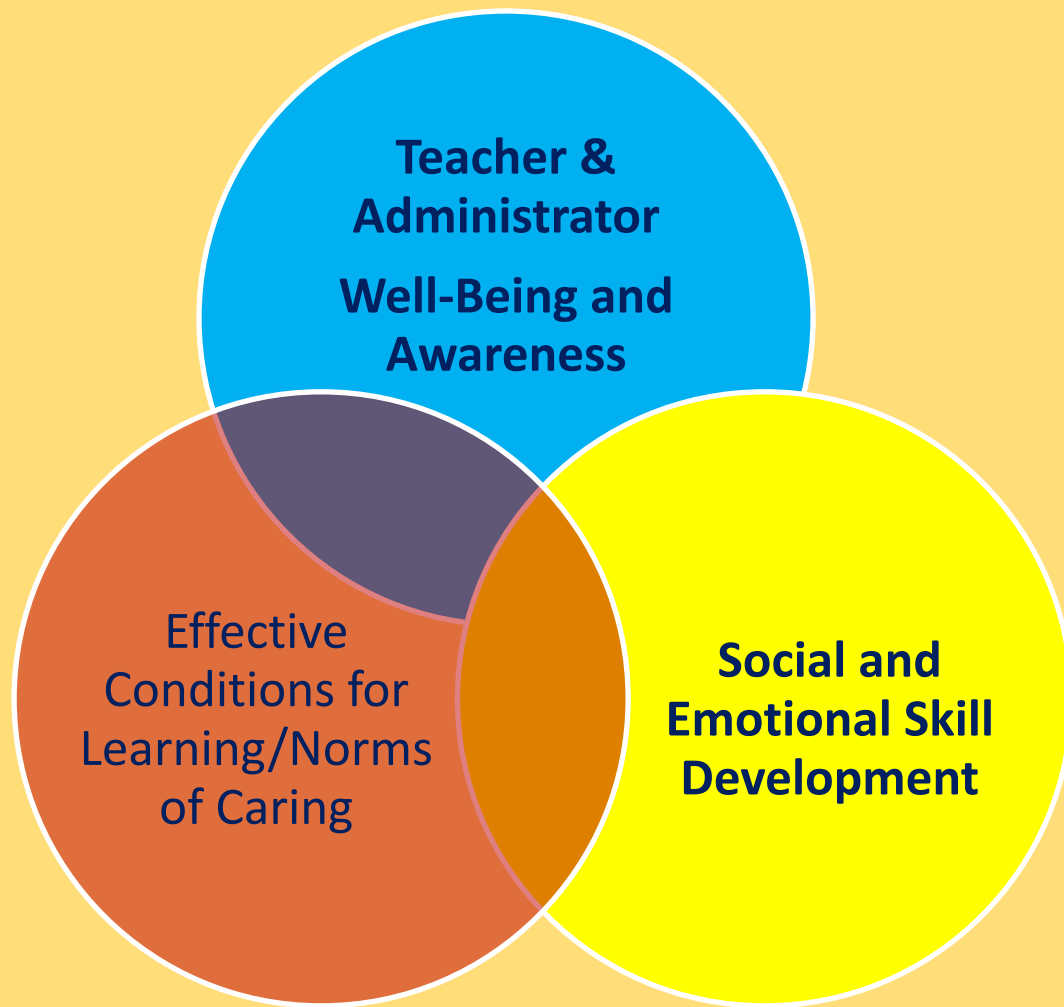 Teacher &
Administrator
Well-Being and
Awareness
Effective
Conditions for
Learning/Norms
of Caring
Social and
Emotional Skill
Development